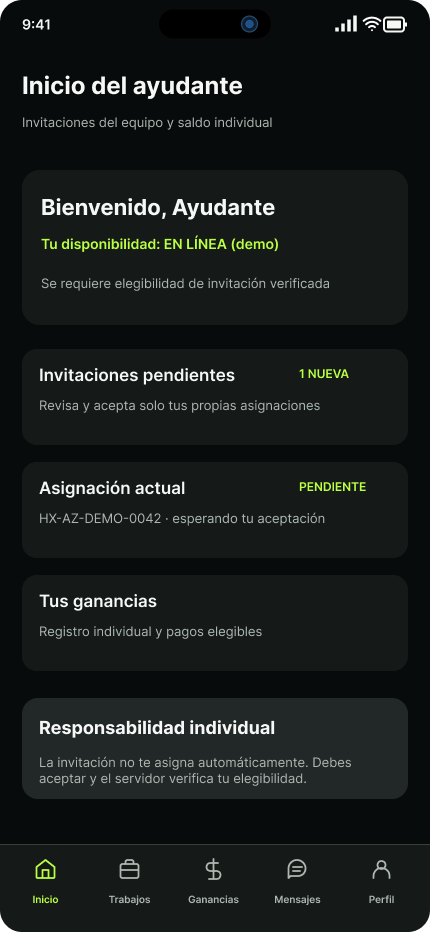 9:41
Inicio del ayudante
Invitaciones del equipo y saldo individual
Bienvenido, Ayudante
Tu disponibilidad: EN LÍNEA (demo)
Se requiere elegibilidad de invitación verificada
Invitaciones pendientes
1 NUEVA
Revisa y acepta solo tus propias asignaciones
Asignación actual
PENDIENTE
HX-AZ-DEMO-0042 · esperando tu aceptación
Tus ganancias
Registro individual y pagos elegibles
Responsabilidad individual
La invitación no te asigna automáticamente. Debes
aceptar y el servidor verifica tu elegibilidad.
Inicio
Trabajos
Ganancias
Mensajes
Perfil